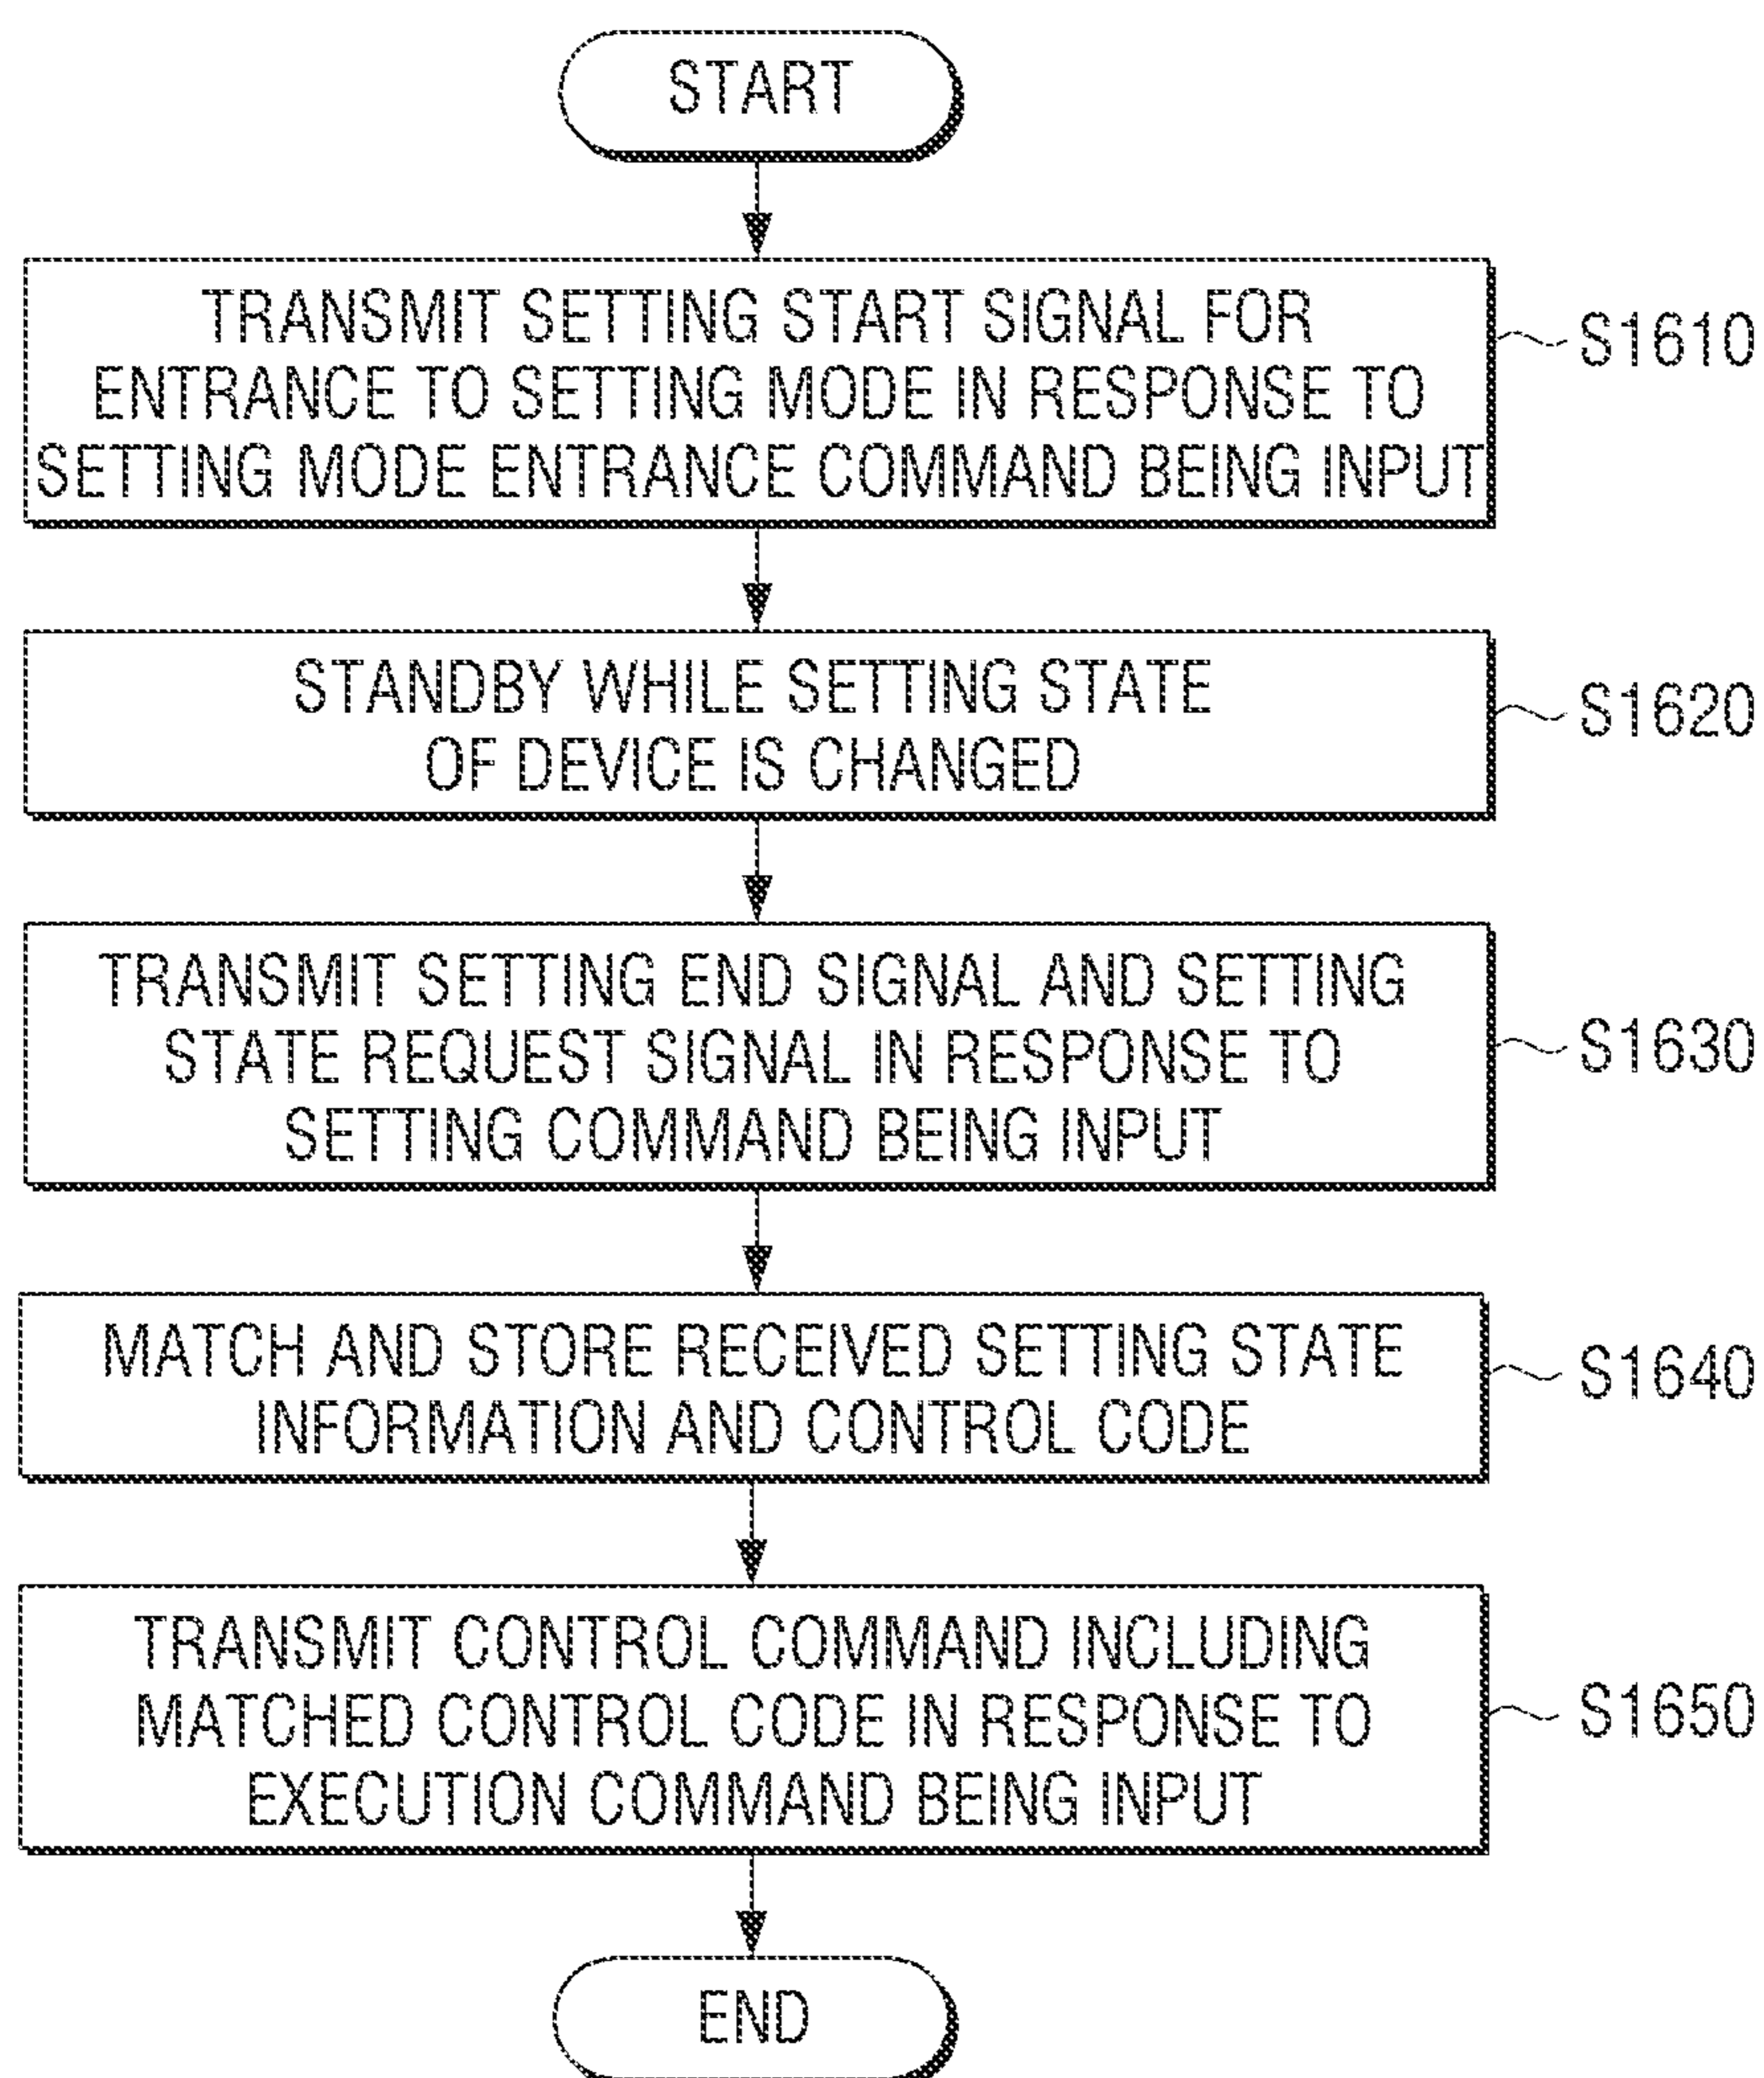 START
TRANSMIT SETTING START SIGNAL FOR
ENTRANCE TO SETTING MODE IN RESPONSE TO
SETTING MODE ENTRANCE COMMAND BEING INPUT
S1610
STANDBY WHILE SETTING STATE
OF DEVICE IS CHANGED
S1620
TRANSMIT SETTING END SIGNAL AND SETTING
STATE REQUEST SIGNAL IN RESPONSE TO
SETTING COMMAND BEING INPUT
S1630
MATCH AND STORE RECEIVED SETTING STATE
INFORMATION AND CONTROL CODE
S1640
TRANSMIT CONTROL COMMAND INCLUDING
MATCHED CONTROL CODE IN RESPONSE TO
EXECUTION COMMAND BEING INPUT
S1650
END